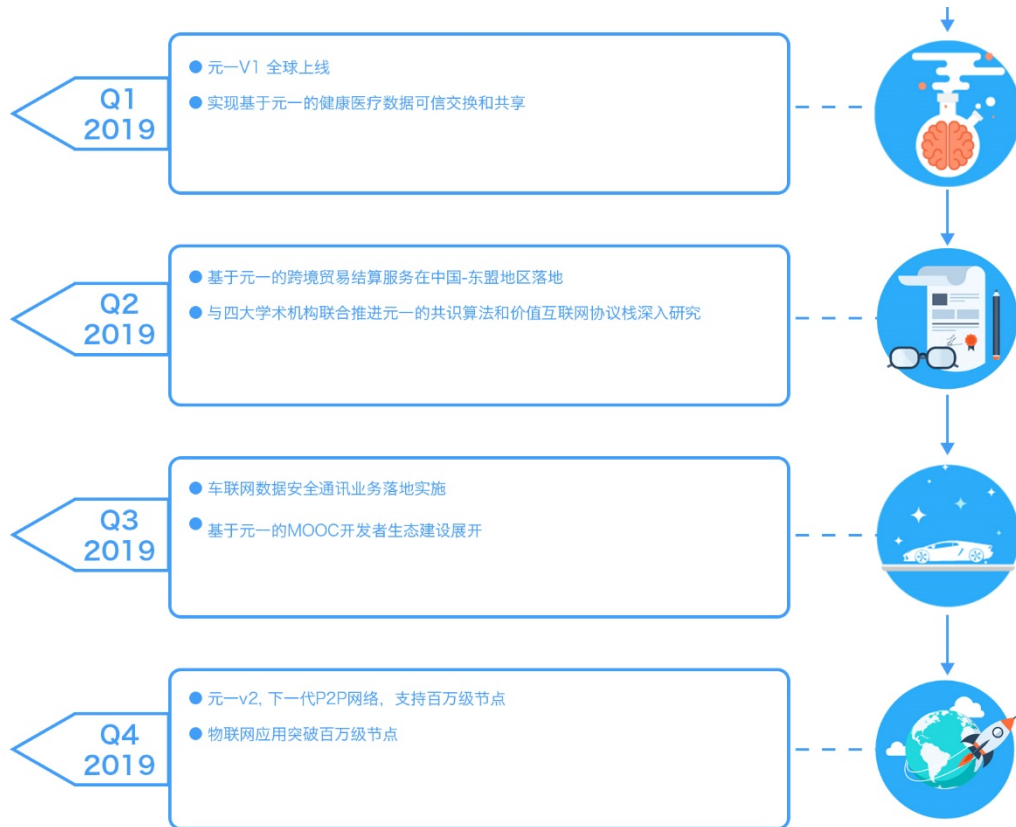 Q1
2019
元一V1 全球上线
实现基于元一的健康医疗数据可信交换和共享
Q2
2019
基于元一的跨境贸易结算服务在中国-东盟地区落地
与四大学术机构联合推进元一的共识算法和价值互联网协议栈深入研究
Q3
2019
车联网数据安全通讯业务落地实施
基于元一的MOOC开发者生态建设展开
Q4
2019
元一v2, 下一代P2P网络，支持百万级节点
物联网应用突破百万级节点